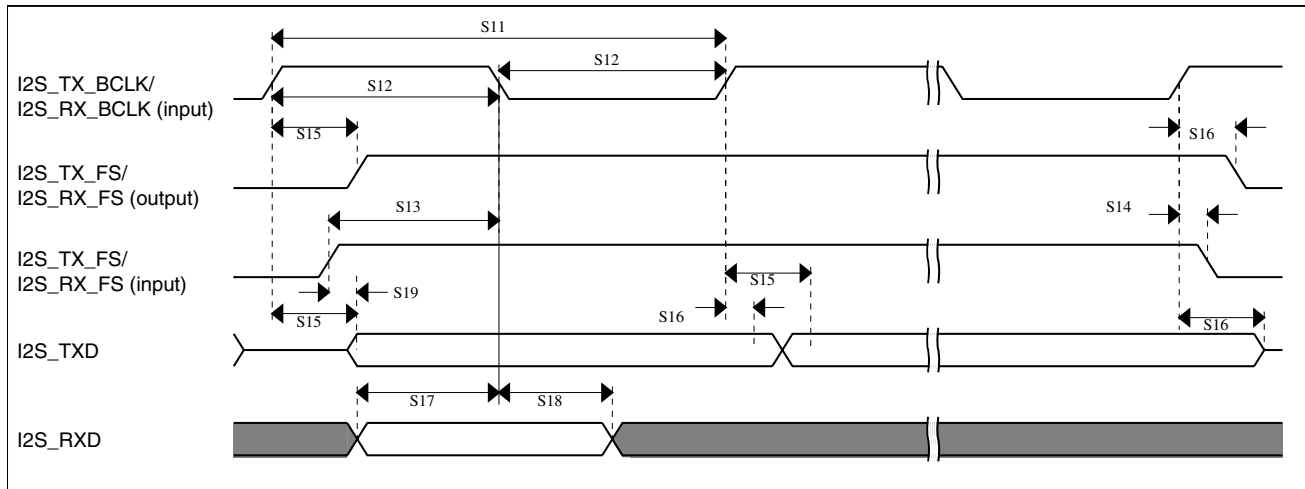 S11
I2S_TX_BCLK/
I2S_RX_BCLK (input)
S12
S12
S15
S16
I2S_TX_FS/
I2S_RX_FS (output)
S13
S14
I2S_TX_FS/
I2S_RX_FS (input)
S15
S19
S15
S16
S16
I2S_TXD
S17
S18
I2S_RXD